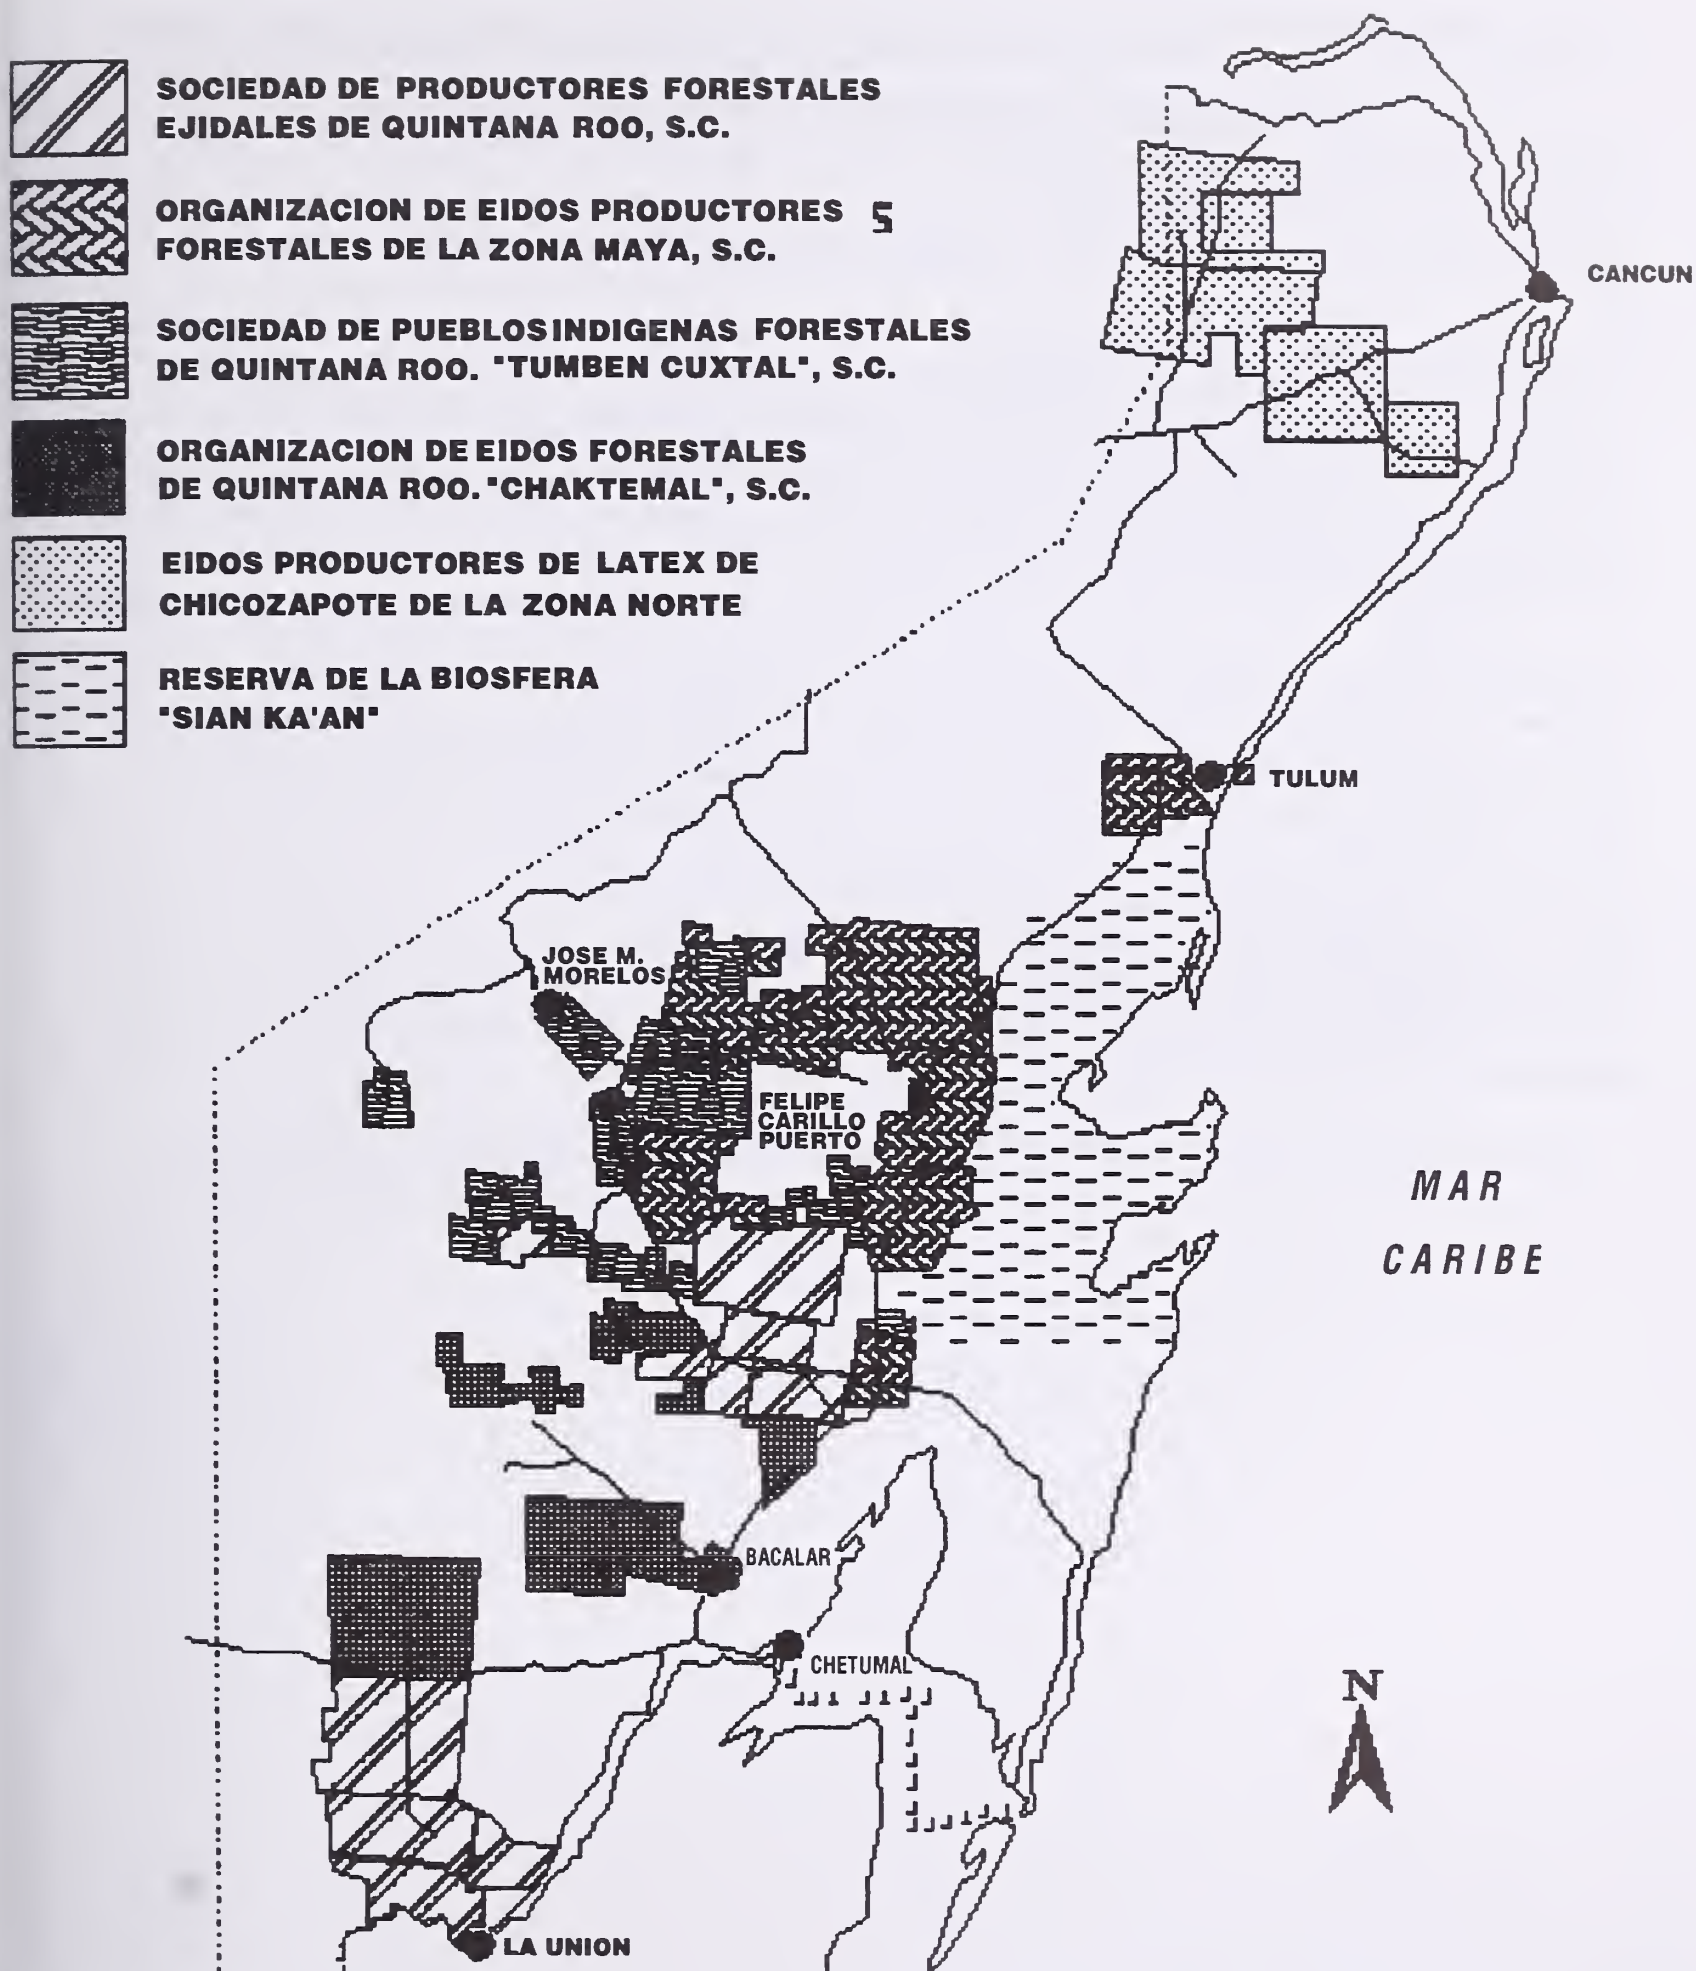 SOCIEDAD DE PRODUCTORES FORESTALES
EJIDALES DE QUINTANA ROO, S.C.
ORGANIZACION DE EIDOS PRODUCTORES 5
FORESTALES DE LA ZONA MAYA, S.C.
SOCIEDAD DE PUEBLOS INDIGENAS FORESTALES
DE QUINTANA ROO. "TUMBEN CUXTAL", S.C.
ORGANIZACION DE EIDOS FORESTALES
DE QUINTANA ROO. "CHAKTEMAL", S.C.
EIDOS PRODUCTORES DE LATEX DE
CHICOZAPOTE DE LA ZONA NORTE
RESERVA DE LA BIOSFERA
"SIAN KA'AN"
CANCUN
TULUM
JOSE M.
MORELOS
FELIPE
CARILLO
PUERTO
MAR
CARIBE
BACALAR
CHETUMAL
N
LA UNION